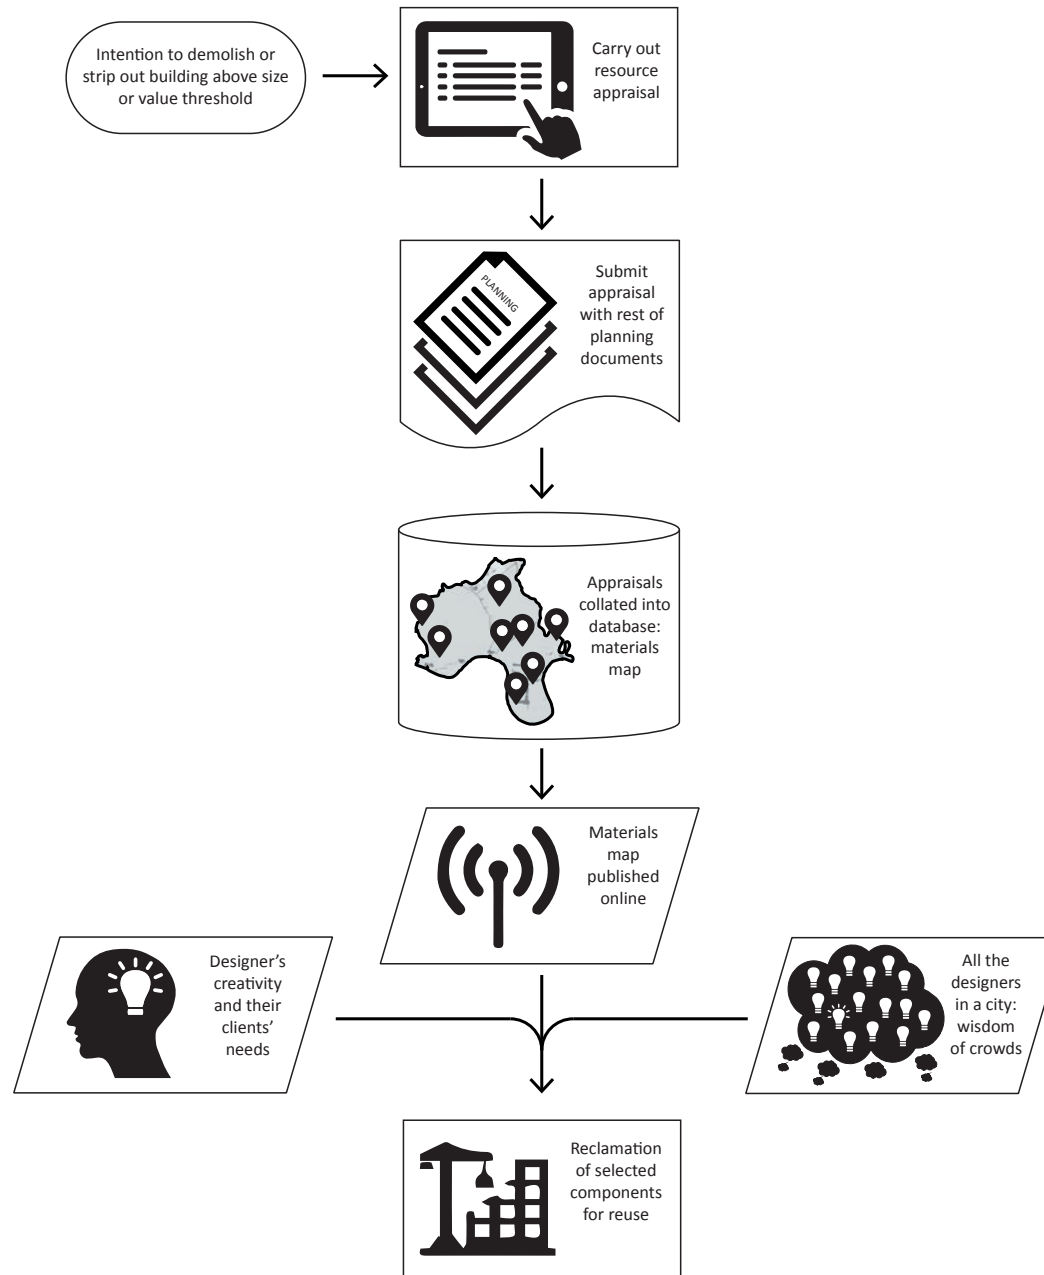 Intention to demolish or
strip out building above size
or value threshold
Carry out
resource
appraisal
PLANNING
Submit
appraisal
with rest of
planning
documents
Appraisals
collated into
database:
materials
map
Materials
map
published
online
Designer’s
creativity
and their
clients’
needs
All the
designers
in a city:
wisdom
of crowds
Reclamation
of selected
components
for reuse